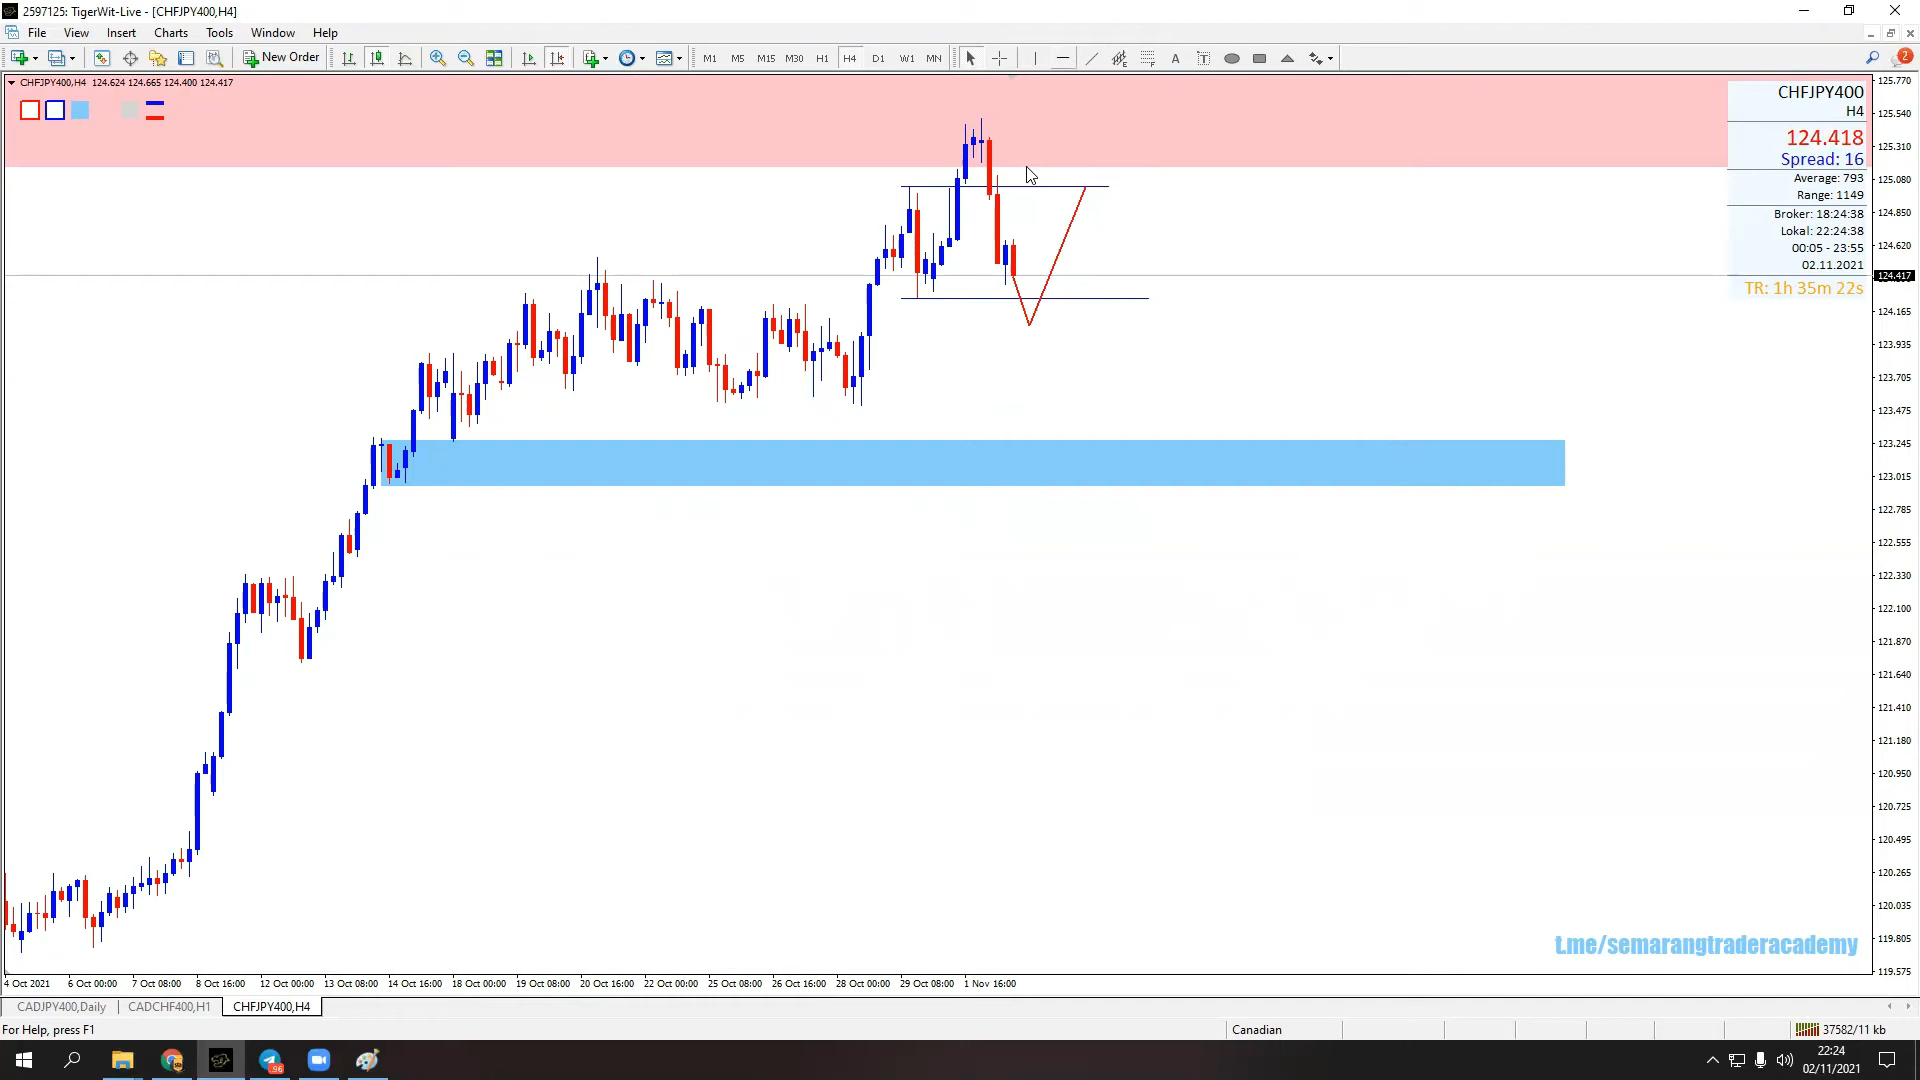 2597125: TigerWit-Live - [CHFJPY400,H4]
File View Insert Charts Tools Window Help
New Order M1 M5 M15 M30 H1 H4 D1 W1 MN A T 2
CHFJPY400,H4 124.624 124.665 124.400 124.417
CHFJPY400
H4
124.418
Spread: 16
Average: 793
Range: 1149
Broker: 18:24:38
Lokal: 22:24:38
00:05 - 23:55
02.11.2021
TR: 1h 35m 22s
125.770
125.540
125.310
125.080
124.850
124.620
124.417
124.165
123.935
123.705
123.475
123.245
123.015
122.785
122.555
122.330
122.100
121.870
121.640
121.410
121.180
120.950
120.725
120.495
120.265
120.035
119.805
119.575
t.me/semarangtraderacademy
4 Oct 2021 6 Oct 00:00 7 Oct 08:00 8 Oct 16:00 12 Oct 00:00 13 Oct 08:00 14 Oct 16:00 18 Oct 00:00 19 Oct 08:00 20 Oct 16:00 22 Oct 00:00 25 Oct 08:00 26 Oct 16:00 28 Oct 00:00 29 Oct 08:00 1 Nov 16:00
CADJPY400,Daily CADCHF400,H1 CHFJPY400,H4
For Help, press F1 Canadian 37582/11 kb
96
22:24
02/11/2021